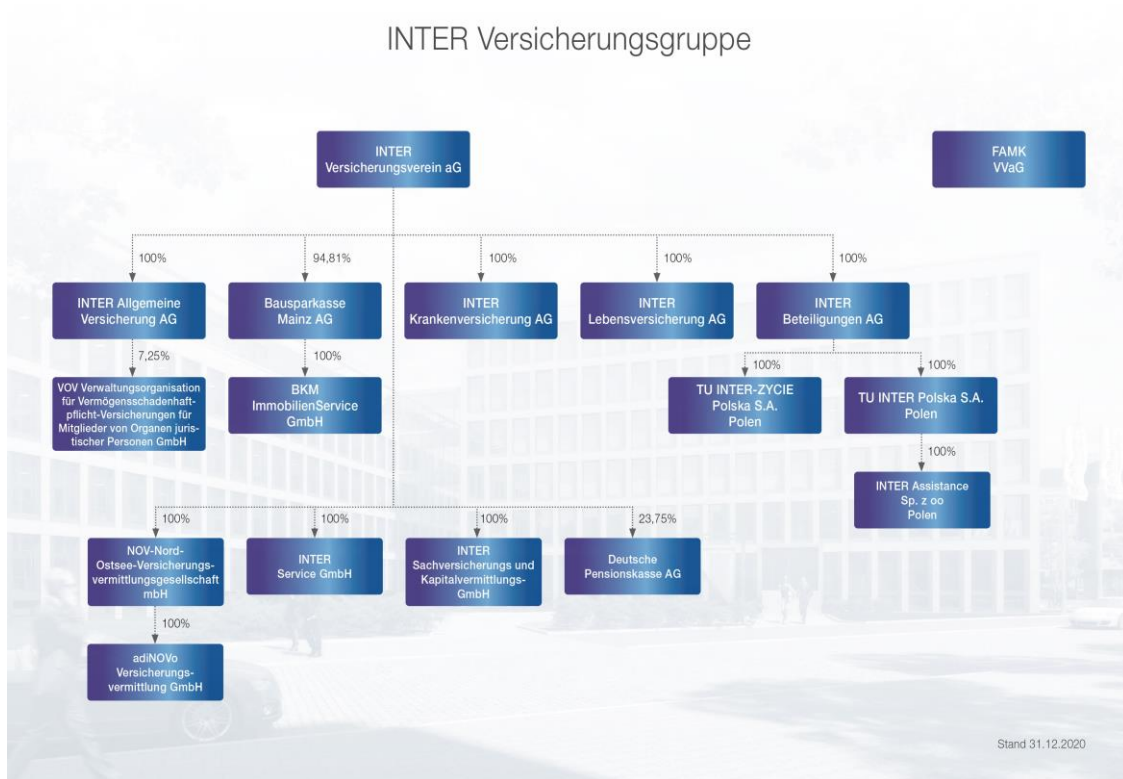 INTER Versicherungsgruppe
INTER
Versicherungsverein aG
FAMK
VVaG
100%
94,81%
100%
100%
100%
INTER Allgemeine
Versicherung AG
Bausparkasse
Mainz AG
INTER
Krankenversicherung AG
INTER
Lebensversicherung AG
INTER
Beteiligungen AG
7,25%
100%
100%
100%
VOV Verwaltungsorganisation
für Vermögensschadenhaft-
pflicht-Versicherungen für
Mitglieder von Organen juris-
tischer Personen GmbH
BKM
ImmobilienService
GmbH
TU INTER-ZYCIE
Polska S.A.
Polen
TU INTER Polska S.A.
Polen
100%
INTER Assistance
Sp. z oo
Polen
100%
100%
100%
23,75%
NOV-Nord-
Ostsee-Versicherungs-
vermittlungsgesellschaft
mbH
INTER
Service GmbH
INTER
Sachversicherungs und
Kapitalvermittlungs-
GmbH
Deutsche
Pensionskasse AG
100%
adiNOVo
Versicherungs-
vermittlung GmbH
Stand 31.12.2020